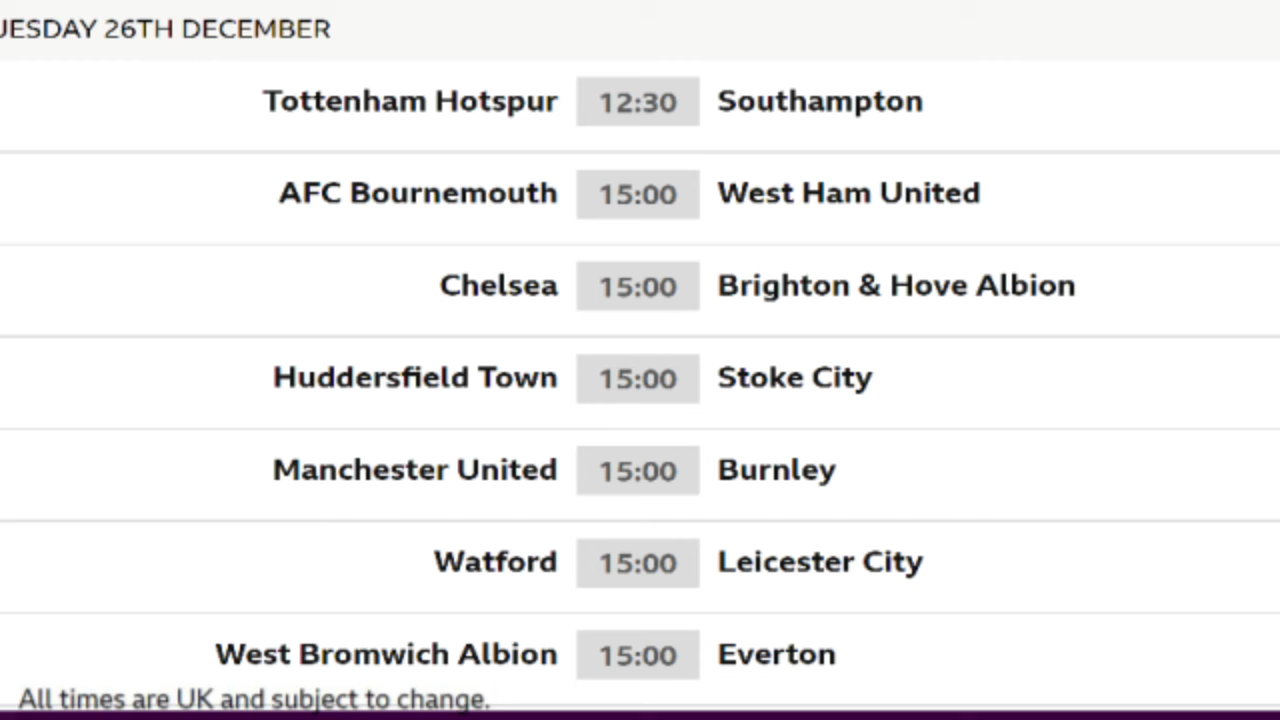 UESDAY 26TH DECEMBER
Tottenham Hotspur 12:30 Southampton
AFC Bournemouth 15:00 West Ham United
Chelsea 15:00 Brighton & Hove Albion
Huddersfield Town 15:00 Stoke City
Manchester United 15:00 Burnley
Watford 15:00 Leicester City
West Bromwich Albion 15:00 Everton
All times are UK and subject to change.